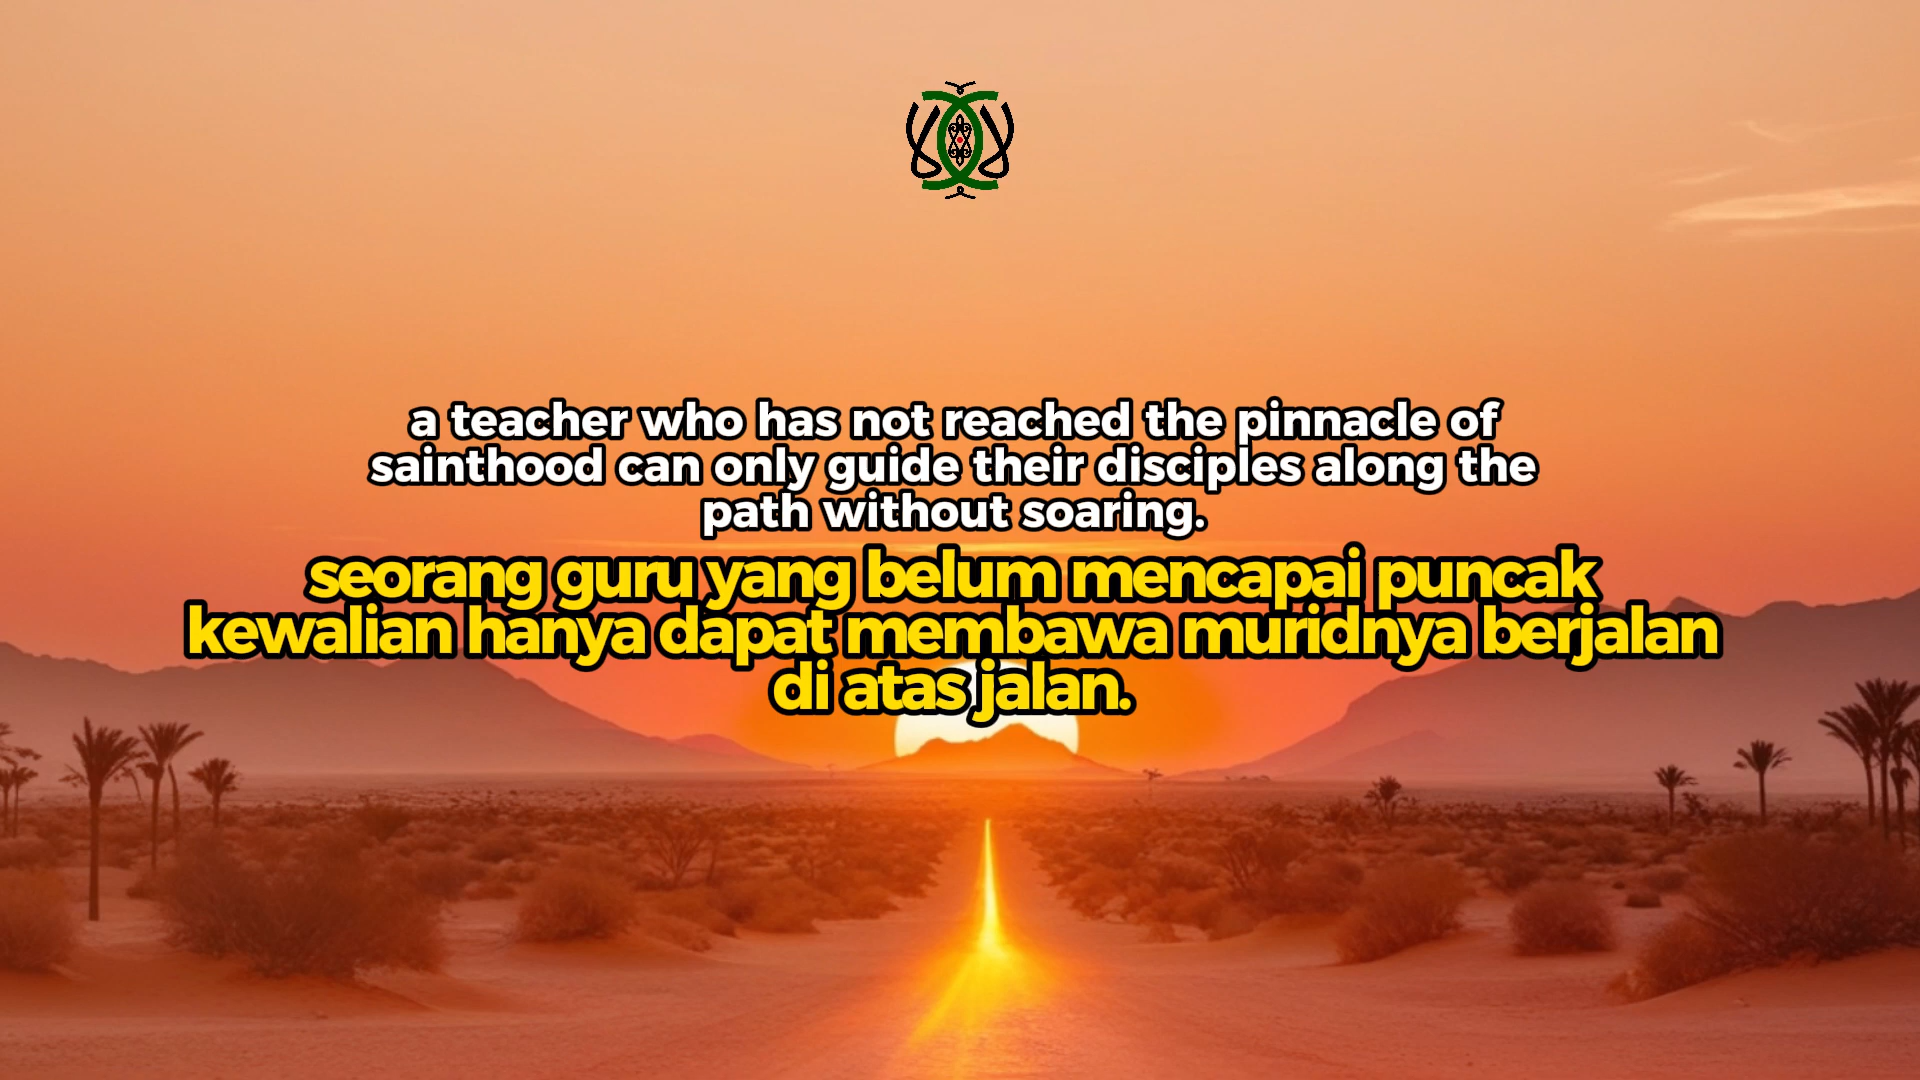 a teacher who has not reached the pinnacle of
sainthood can only guide their disciples along the
path without soaring.
seorang guru yang belum mencapai puncak
kewalian hanya dapat membawa muridnya berjalan
di atas jalan.